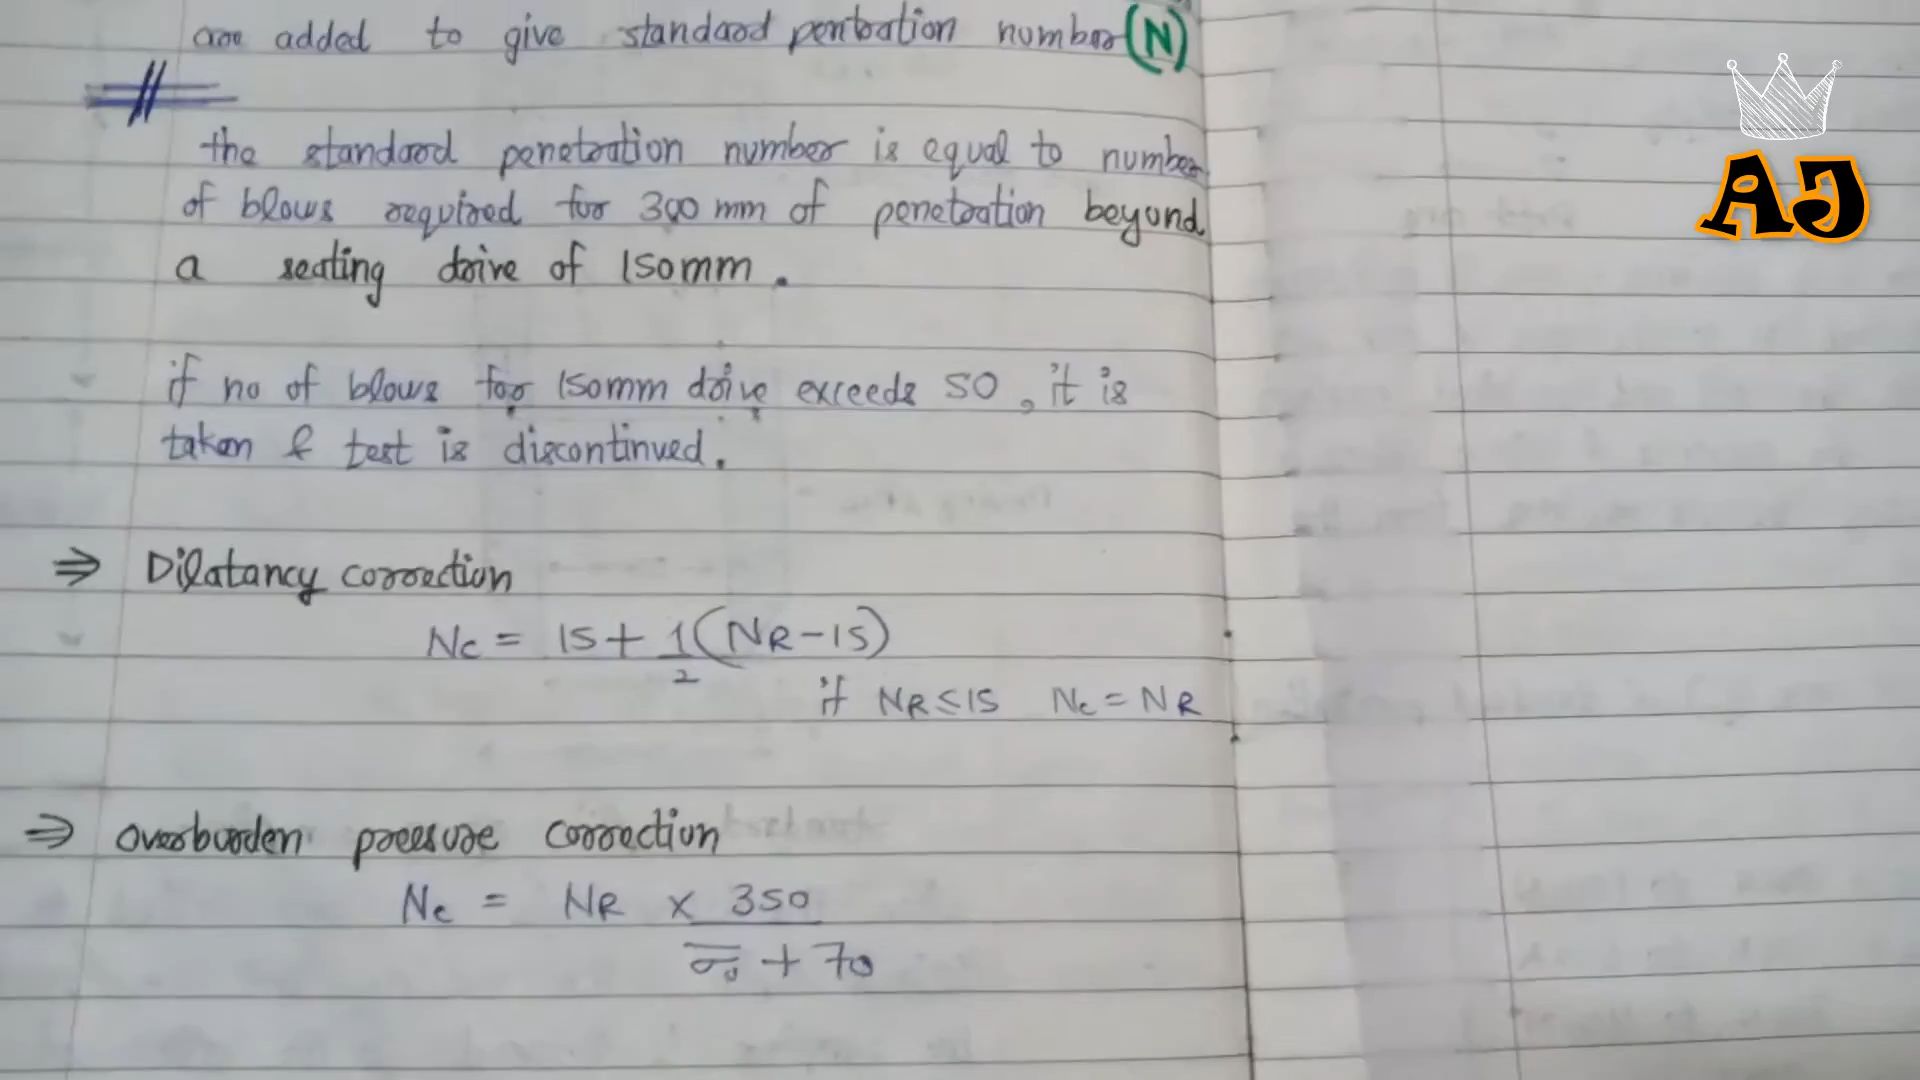 are added to give standard pentration number (N)
the standard penetration number is equal to number
of blows required for 300 mm of penetration beyond
a seating drive of 150mm.
if no of blows for 150mm drive exceeds 50, it is
taken & test is discontinued.
⇒ Dilatancy correction
Nc = 15 + 1/2 (NR - 15)
if NR ≤ 15 Nc = NR
⇒ overburden pressure correction
Nc = NR × 350 / σ̄0 + 70
AJ